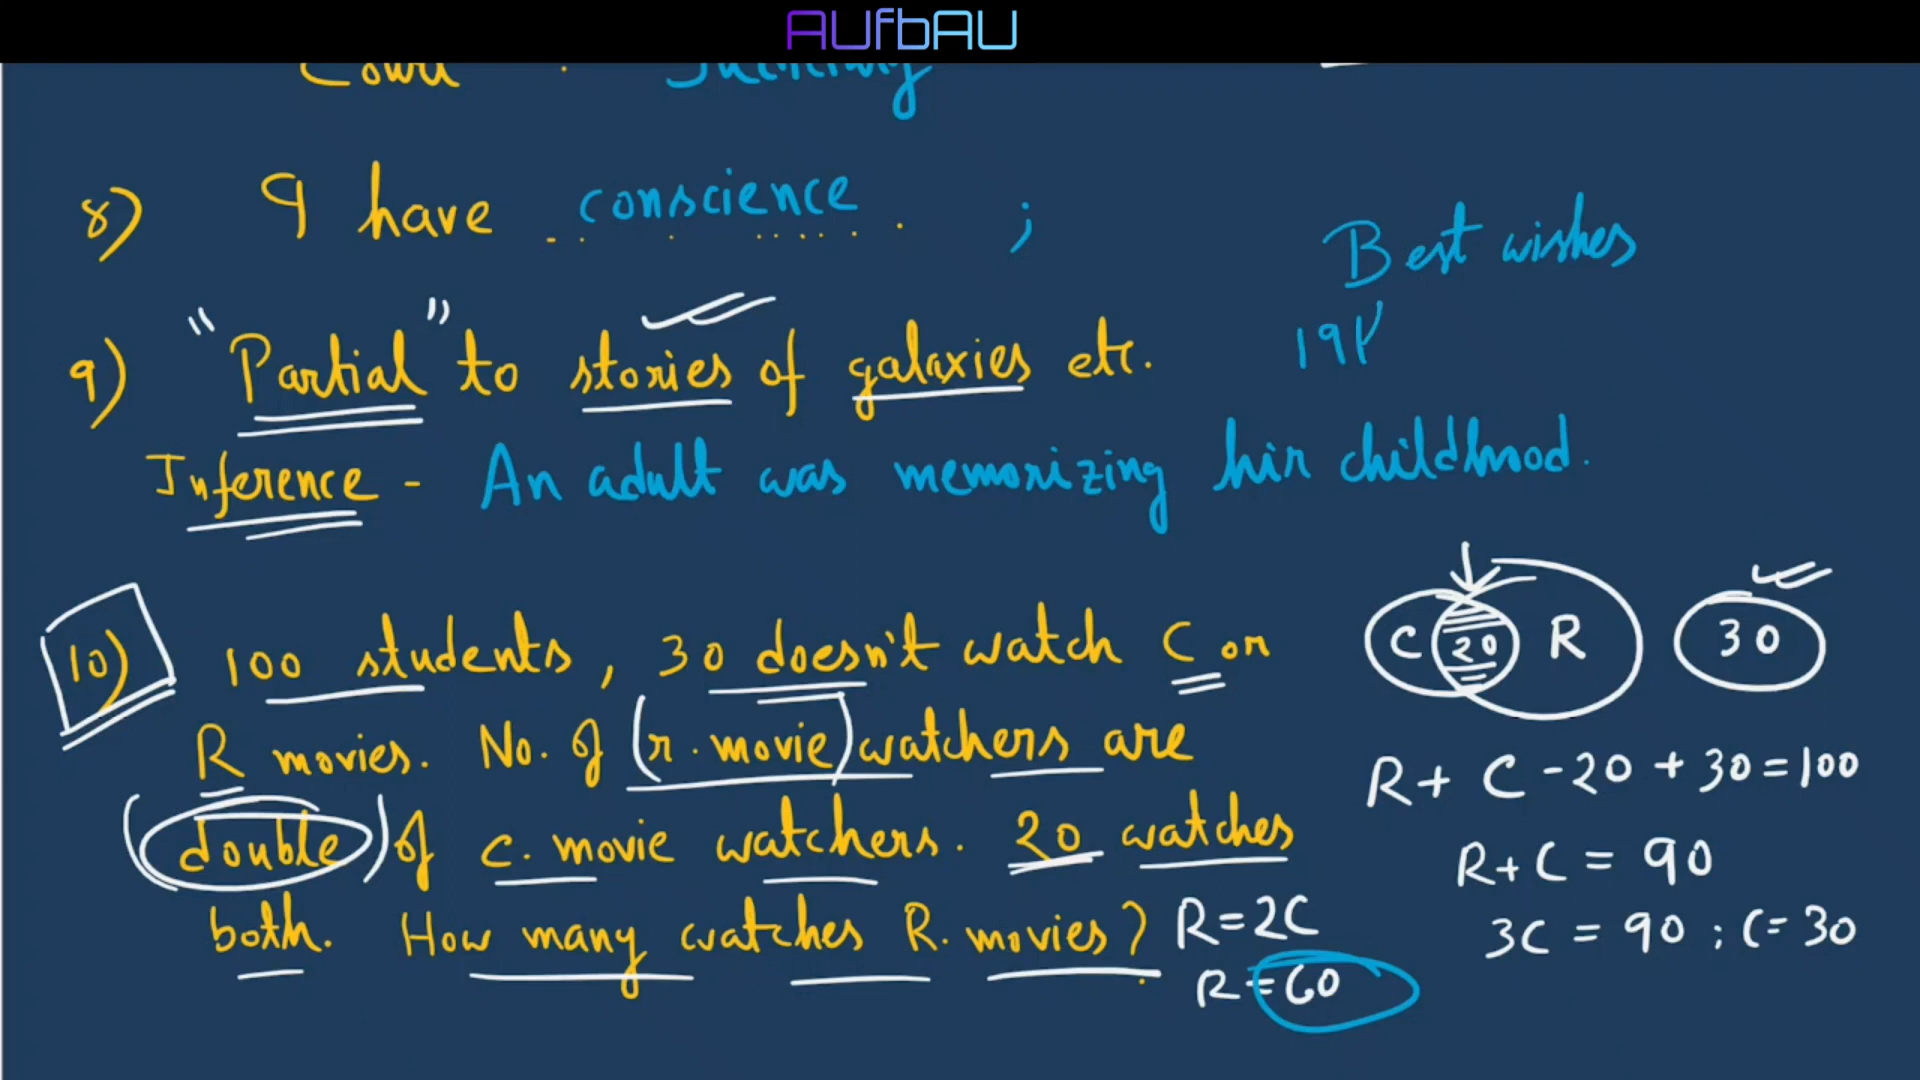 AUFBAU
8) I have conscience ;
Best wishes
9) "Partial" to stories of galaxies etc.
Inference - An adult was memorizing his childhood.
10) 100 students, 30 doesn't watch C or
R movies. No. of (r. movie) watchers are
(double) of c. movie watchers. 20 watches
both. How many watches R. movies?
C 20 R 30
R + C - 20 + 30 = 100
R + C = 90
R = 2C
3C = 90 ; C = 30
R = 60